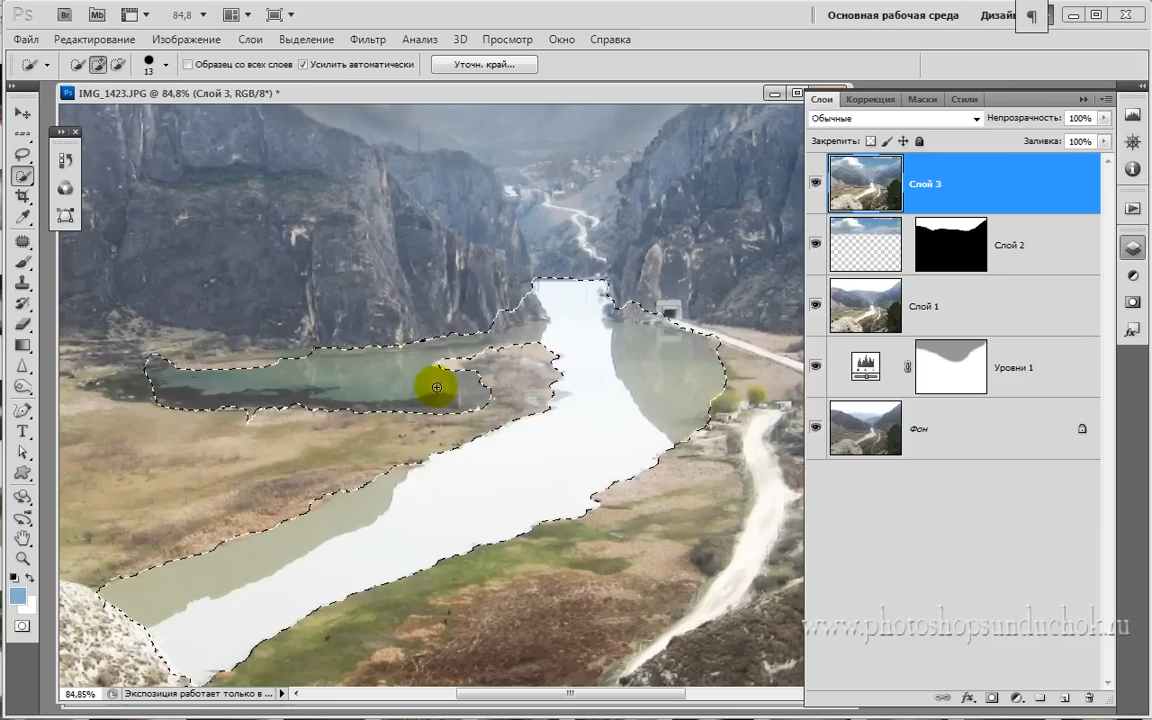 Ps Br Mb 84,8 Основная рабочая среда Дизайн ¶
Файл Редактирование Изображение Слои Выделение Фильтр Анализ 3D Просмотр Окно Справка
13 Образец со всех слоев Усилить автоматически Уточн. край...
Ps IMG_1423.JPG @ 84,8% (Слой 3, RGB/8*) *
Слои Коррекция Маски Стили
Обычные Непрозрачность: 100%
Закрепить: Заливка: 100%
Слой 3
Слой 2
Слой 1
Уровни 1
Фон
www.photoshopsunduchok.ru
84,85% Экспозиция работает только в ...